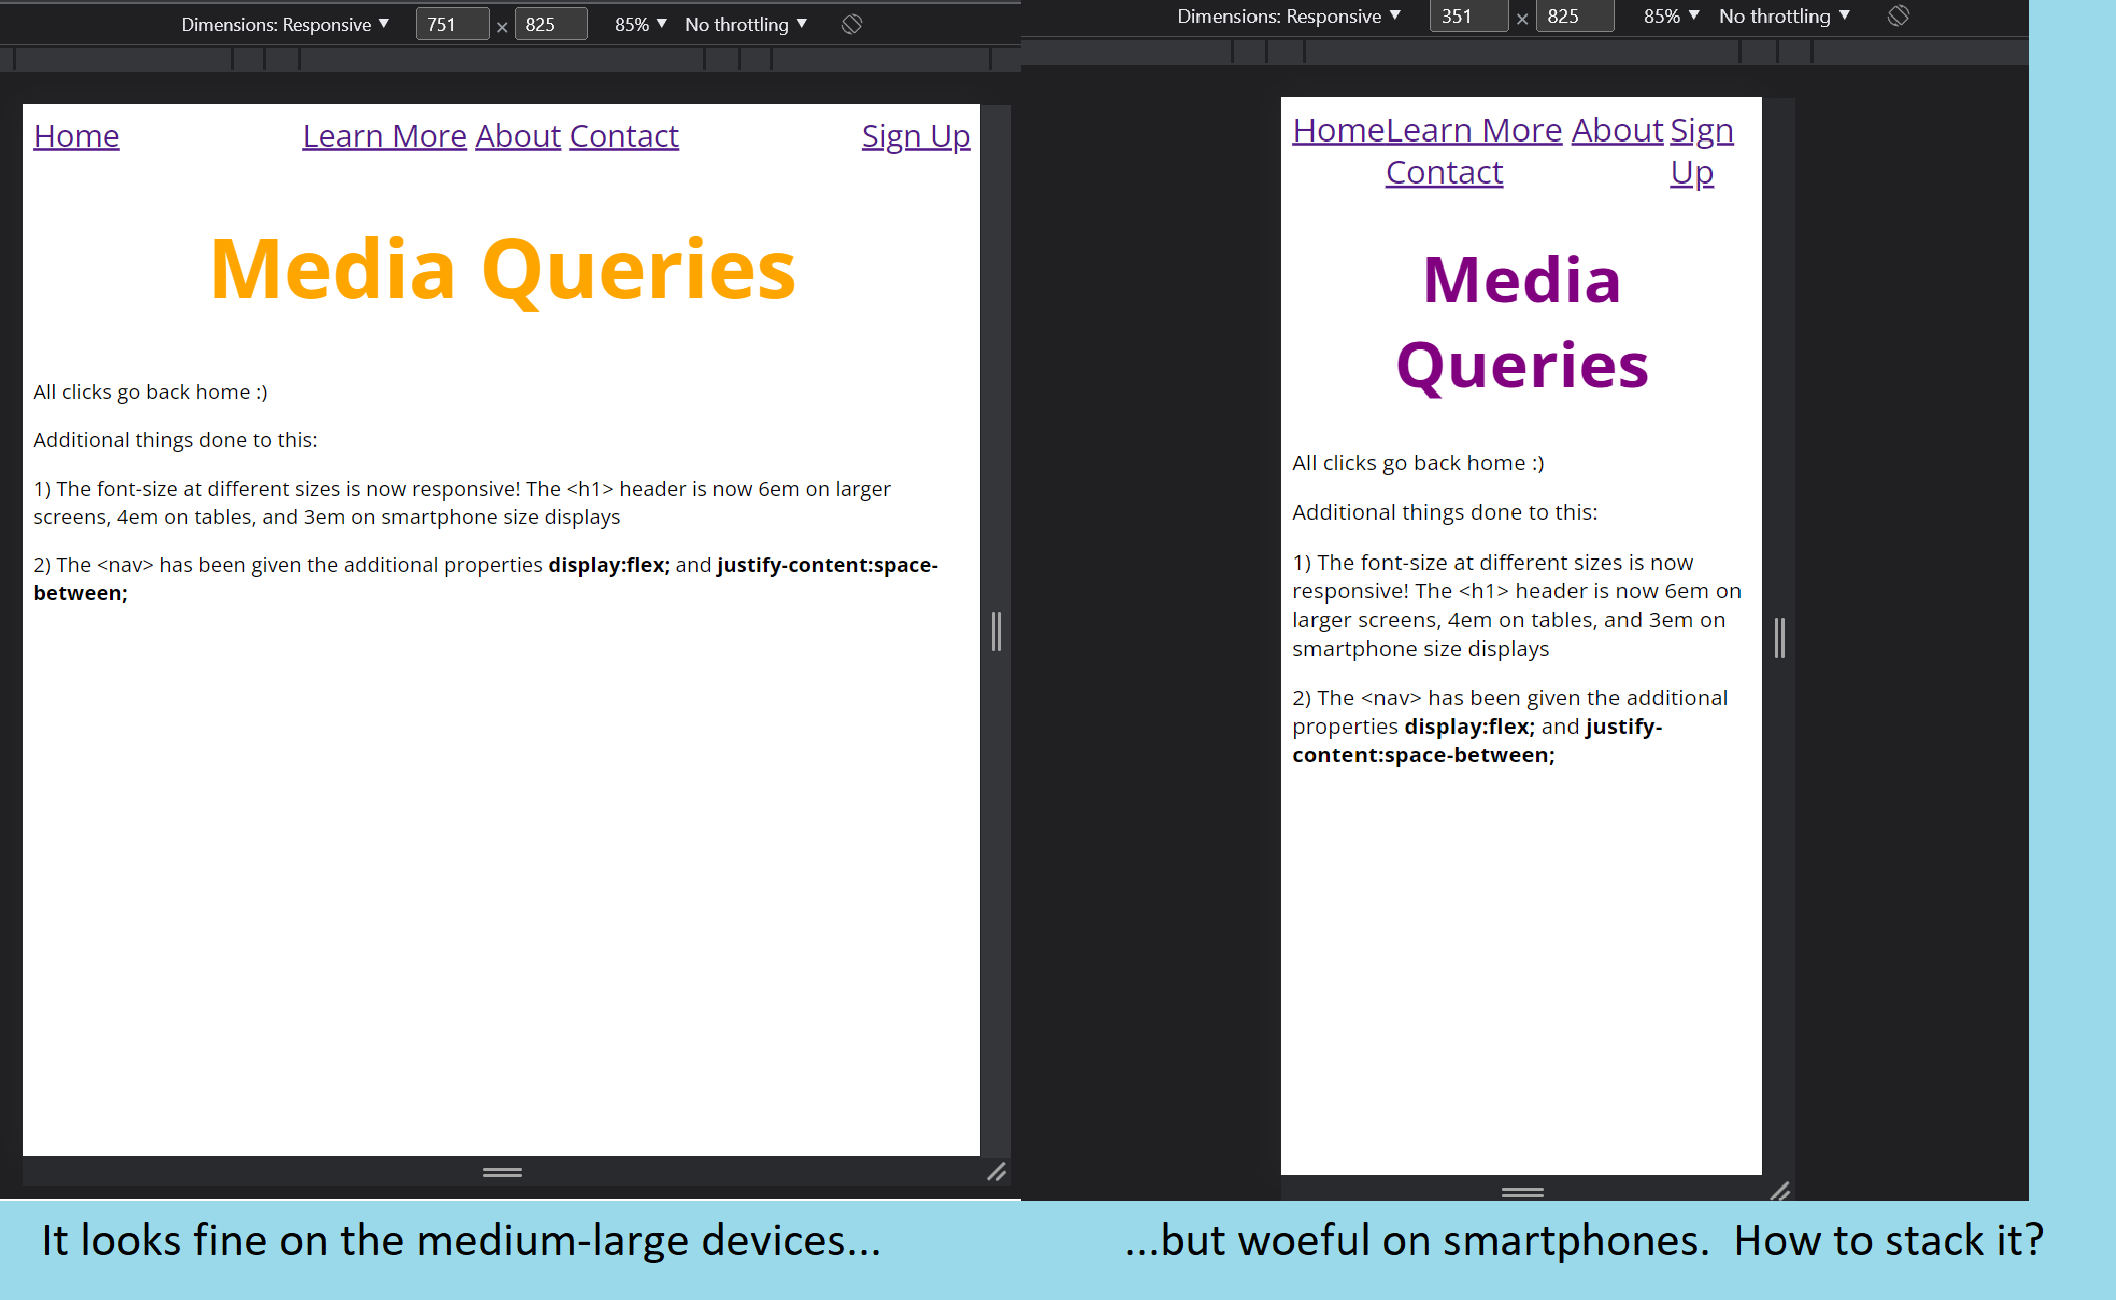 Dimensions: Responsive ▼ 751 × 825 85% ▼ No throttling ▼
Home Learn More About Contact Sign Up
Media Queries
All clicks go back home :)
Additional things done to this:
1) The font-size at different sizes is now responsive! The <h1> header is now 6em on larger
screens, 4em on tables, and 3em on smartphone size displays
2) The <nav> has been given the additional properties display:flex; and justify-content:space-
between;
It looks fine on the medium-large devices...
Dimensions: Responsive ▼ 351 × 825 85% ▼ No throttling ▼
HomeLearn More About Sign
Contact Up
Media
Queries
All clicks go back home :)
Additional things done to this:
1) The font-size at different sizes is now
responsive! The <h1> header is now 6em on
larger screens, 4em on tables, and 3em on
smartphone size displays
2) The <nav> has been given the additional
properties display:flex; and justify-
content:space-between;
...but woeful on smartphones.  How to stack it?